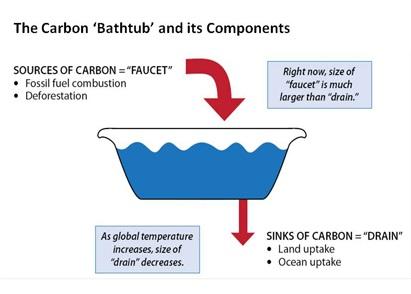 The Carbon ‘Bathtub’ and its Components
SOURCES OF CARBON = “FAUCET”
• Fossil fuel combustion
• Deforestation
Right now, size of
“faucet” is much
larger than “drain.”
As global temperature
increases, size of
“drain” decreases.
SINKS OF CARBON = “DRAIN”
• Land uptake
• Ocean uptake